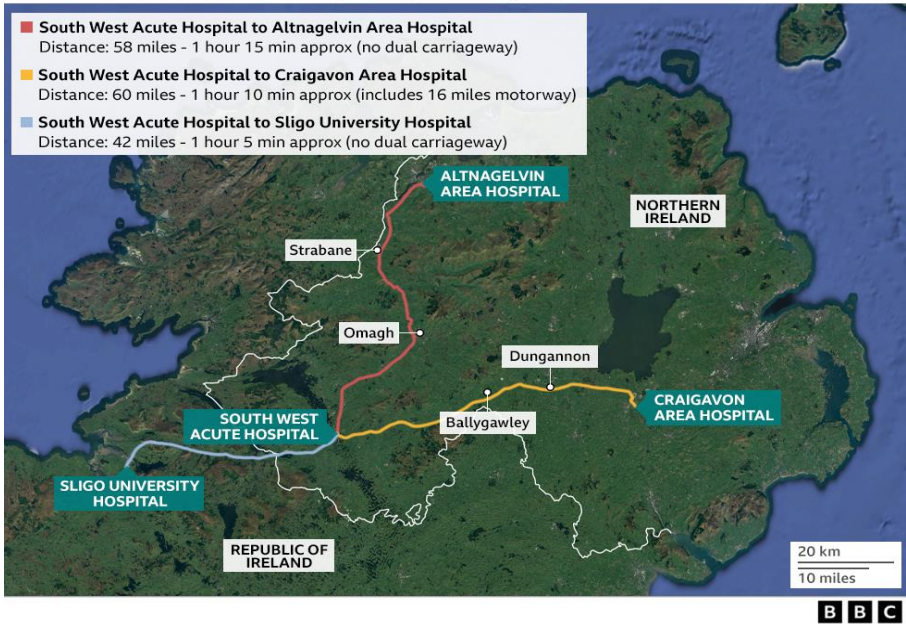 South West Acute Hospital to Altnagelvin Area Hospital
Distance: 58 miles - 1 hour 15 min approx (no dual carriageway)
South West Acute Hospital to Craigavon Area Hospital
Distance: 60 miles - 1 hour 10 min approx (includes 16 miles motorway)
South West Acute Hospital to Sligo University Hospital
Distance: 42 miles - 1 hour 5 min approx (no dual carriageway)
ALTNAGELVIN
AREA HOSPITAL
NORTHERN
IRELAND
Strabane
Omagh
Dungannon
CRAIGAVON
AREA HOSPITAL
SOUTH WEST
ACUTE HOSPITAL
Ballygawley
SLIGO UNIVERSITY
HOSPITAL
REPUBLIC OF
IRELAND
20 km
10 miles
BBC